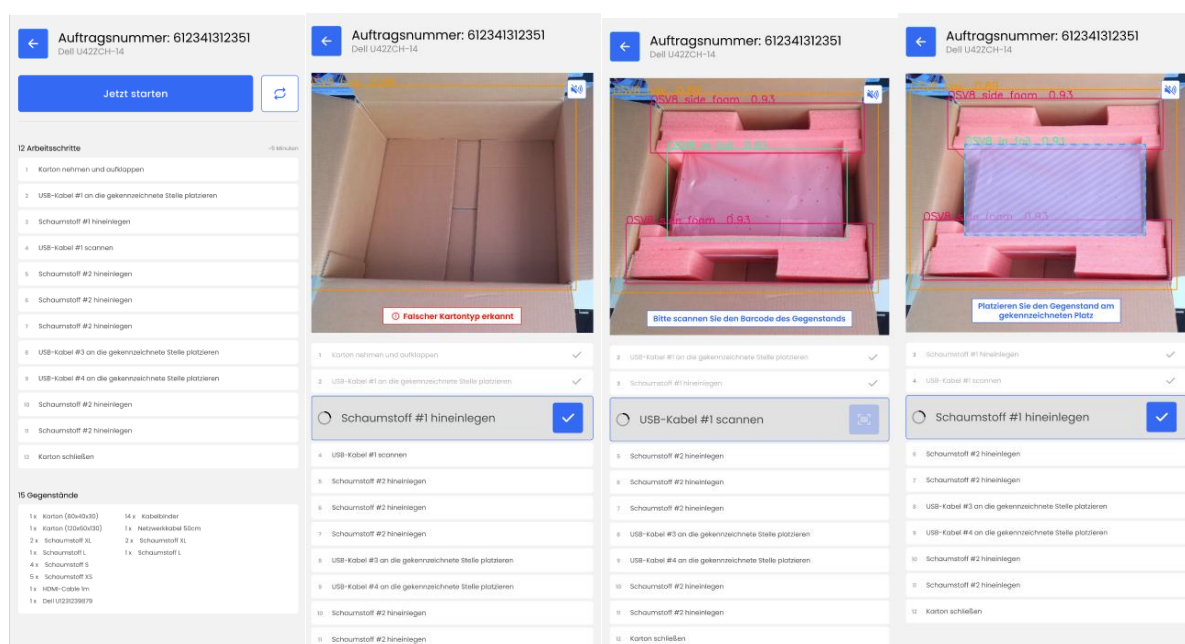 Auftragsnummer: 612341312351
Dell U42ZCH-14
Jetzt starten
12 Arbeitsschritte
~5 Minuten
1 Karton nehmen und aufklappen
2 USB-Kabel #1 an die gekennzeichnete Stelle platzieren
3 Schaumstoff #1 hineinlegen
4 USB-Kabel #1 scannen
5 Schaumstoff #2 hineinlegen
6 Schaumstoff #2 hineinlegen
7 Schaumstoff #2 hineinlegen
8 USB-Kabel #3 an die gekennzeichnete Stelle platzieren
9 USB-Kabel #4 an die gekennzeichnete Stelle platzieren
10 Schaumstoff #2 hineinlegen
11 Schaumstoff #2 hineinlegen
12 Karton schließen
15 Gegenstände
1 x Karton (60x40x30)
1 x Karton (120x60x130)
2 x Schaumstoff XL
1 x Schaumstoff L
4 x Schaumstoff S
5 x Schaumstoff XS
1 x HDMI-Cable 1m
1 x Dell U1231239879
14 x Kabelbinder
1 x Netzwerkkabel 50cm
2 x Schaumstoff XL
1 x Schaumstoff L
Auftragsnummer: 612341312351
Dell U42ZCH-14
Falscher Kartontyp erkannt
1 Karton nehmen und aufklappen
2 USB-Kabel #1 an die gekennzeichnete Stelle platzieren
Schaumstoff #1 hineinlegen
4 USB-Kabel #1 scannen
5 Schaumstoff #2 hineinlegen
6 Schaumstoff #2 hineinlegen
7 Schaumstoff #2 hineinlegen
8 USB-Kabel #3 an die gekennzeichnete Stelle platzieren
9 USB-Kabel #4 an die gekennzeichnete Stelle platzieren
10 Schaumstoff #2 hineinlegen
11 Schaumstoff #2 hineinlegen
Auftragsnummer: 612341312351
Dell U42ZCH-14
OSV8 side foam 0.93
0.93
Bitte scannen Sie den Barcode des Gegenstands
2 USB-Kabel #1 an die gekennzeichnete Stelle platzieren
3 Schaumstoff #1 hineinlegen
USB-Kabel #1 scannen
5 Schaumstoff #2 hineinlegen
6 Schaumstoff #2 hineinlegen
7 Schaumstoff #2 hineinlegen
8 USB-Kabel #3 an die gekennzeichnete Stelle platzieren
9 USB-Kabel #4 an die gekennzeichnete Stelle platzieren
10 Schaumstoff #2 hineinlegen
11 Schaumstoff #2 hineinlegen
12 Karton schließen
Auftragsnummer: 612341312351
Dell U42ZCH-14
OSV8 side foam 0.93
Platzieren Sie den Gegenstand am
gekennzeichneten Platz
3 Schaumstoff #1 hineinlegen
4 USB-Kabel #1 scannen
Schaumstoff #1 hineinlegen
6 Schaumstoff #2 hineinlegen
7 Schaumstoff #2 hineinlegen
8 USB-Kabel #3 an die gekennzeichnete Stelle platzieren
9 USB-Kabel #4 an die gekennzeichnete Stelle platzieren
10 Schaumstoff #2 hineinlegen
11 Schaumstoff #2 hineinlegen
12 Karton schließen